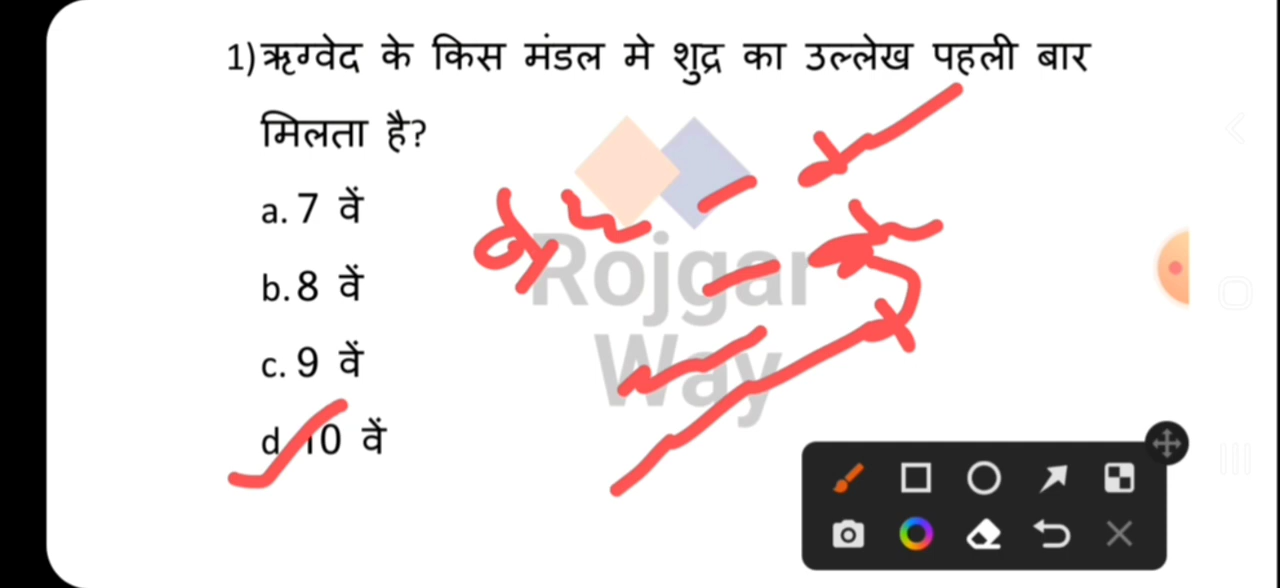 1) ऋग्वेद के किस मंडल मे शुद्र का उल्लेख पहली बार
मिलता है?
a. 7 वें
b. 8 वें
c. 9 वें
d. 10 वें
Rojgar
Way